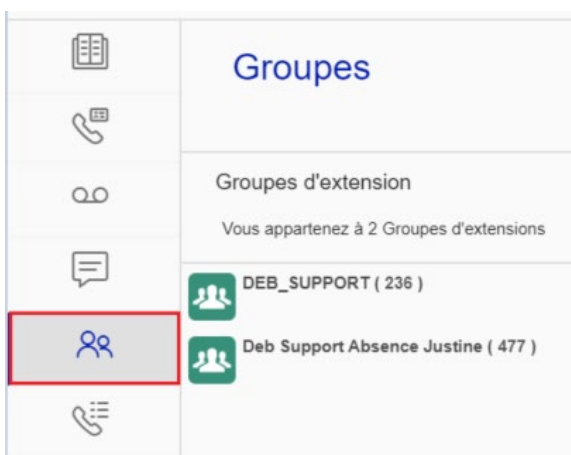 Groupes
Groupes d'extension
Vous appartenez à 2 Groupes d'extensions
DEB_SUPPORT ( 236 )
Deb Support Absence Justine ( 477 )